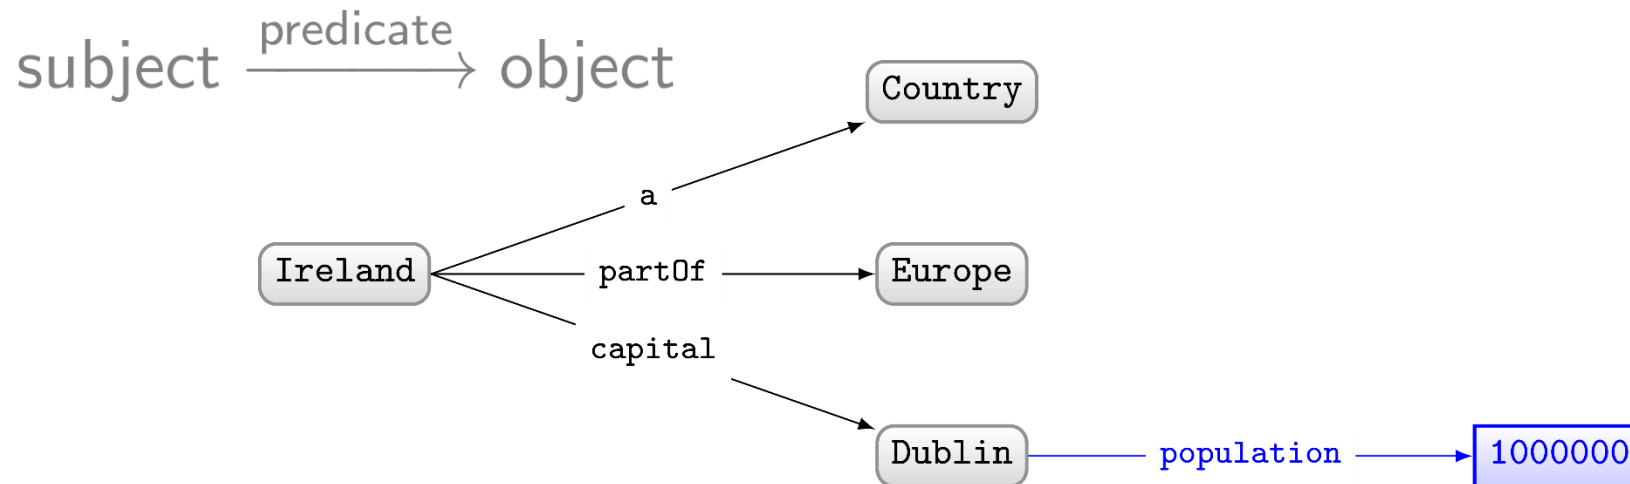 subject predicate object
Country
a
Ireland partOf Europe
capital
Dublin population 1000000